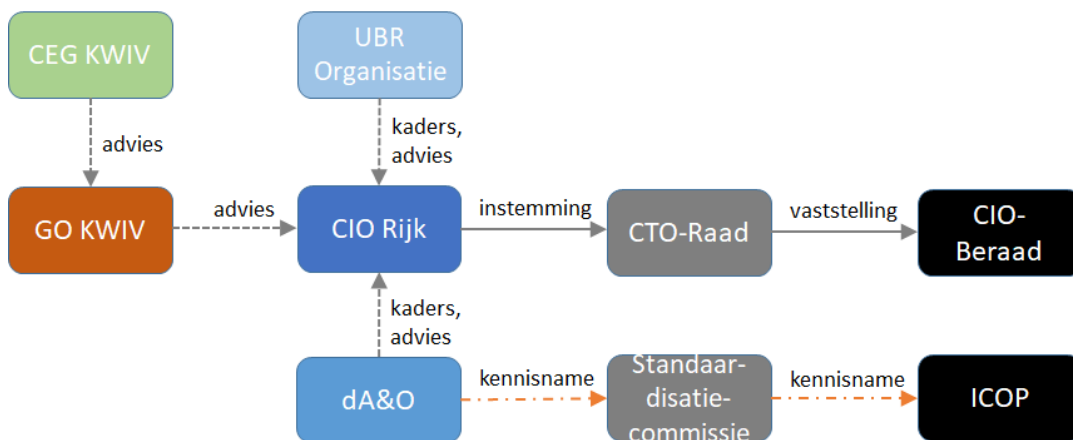 CEG KWIV
UBR
Organisatie
advies
kaders,
advies
GO KWIV
advies
CIO Rijk
instemming
CTO-Raad
vaststelling
CIO-
Beraad
kaders,
advies
dA&O
kennisname
Standaar-
disatie-
commissie
kennisname
ICOP